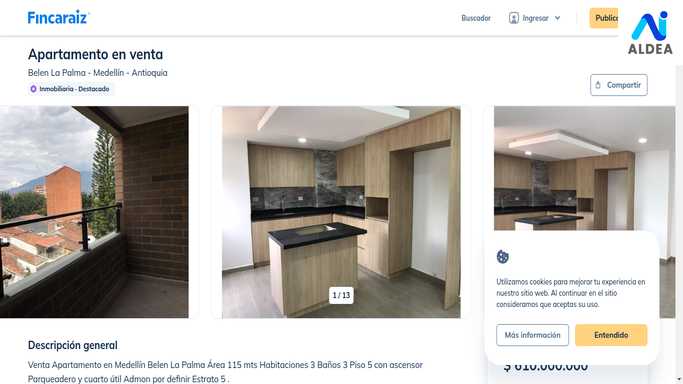 Fincaraiz
Buscador
Ingresar
Publica
ALDEA
Apartamento en venta
Belen La Palma - Medellín - Antioquia
Inmobiliaria - Destacado
Compartir
1 / 13
Utilizamos cookies para mejorar tu experiencia en
nuestro sitio web. Al continuar en el sitio
consideramos que aceptas su uso.
Más información
Entendido
$ 610.000.000
Descripción general
Venta Apartamento en Medellín Belen La Palma Área 115 mts Habitaciones 3 Baños 3 Piso 5 con ascensor
Parqueadero y cuarto útil Admon por definir Estrato 5 .